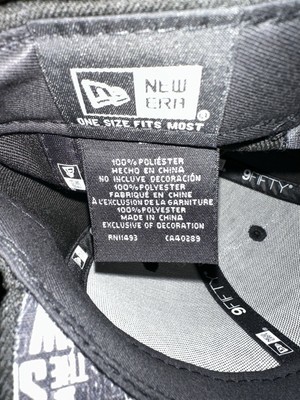 NEW
ERA
®
ONE SIZE FITS MOST
100% POLIÉSTER
HECHO EN CHINA
NO INCLUYE DECORACIÓN
100% POLYESTER
FABRIQUÉ EN CHINE
À L'EXCLUSION DE LA GARNITURE
100% POLYESTER
MADE IN CHINA
EXCLUSIVE OF DECORATION
RN11493 CA40289
9FIFTY
9FIFTY